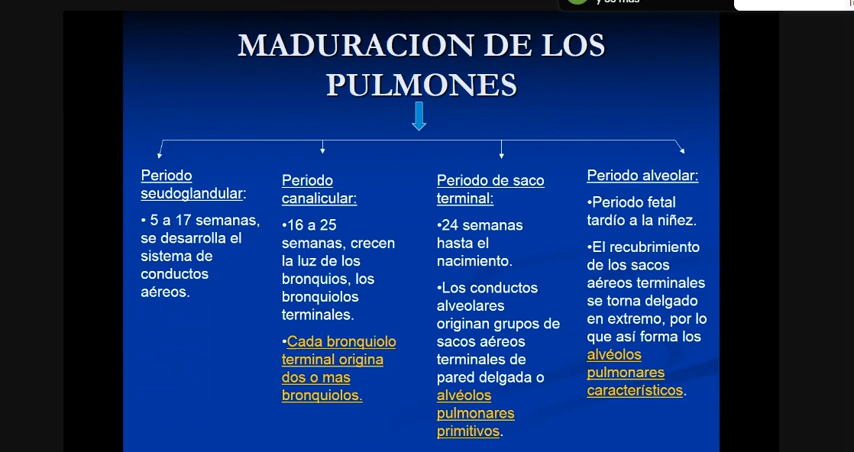 y 36 más
MADURACION DE LOS
PULMONES
Periodo
seudoglandular:
• 5 a 17 semanas,
se desarrolla el
sistema de
conductos
aéreos.
Periodo
canalicular:
•16 a 25
semanas, crecen
la luz de los
bronquios, los
bronquiolos
terminales.
•Cada bronquiolo
terminal origina
dos o mas
bronquiolos.
Periodo de saco
terminal:
•24 semanas
hasta el
nacimiento.
•Los conductos
alveolares
originan grupos de
sacos aéreos
terminales de
pared delgada o
alvéolos
pulmonares
primitivos.
Periodo alveolar:
•Periodo fetal
tardío a la niñez.
•El recubrimiento
de los sacos
aéreos terminales
se torna delgado
en extremo, por lo
que así forma los
alvéolos
pulmonares
característicos.